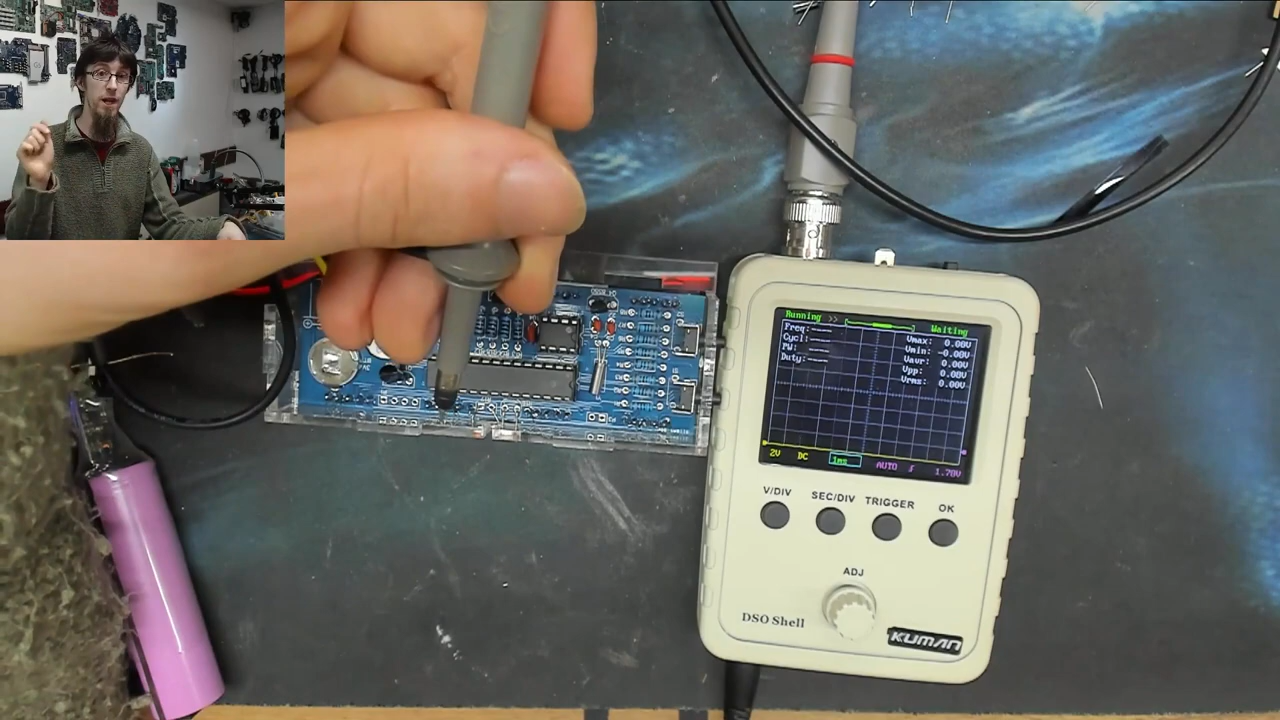 Running >>
Waiting
Freq:
Cycl:
PW:
Duty:
Vmax: 0.00V
Vmin: -0.00V
Vavr: 0.00V
Vpp: 0.00V
Vrms: 0.00V
2V DC 1ms AUTO 1.70V
V/DIV SEC/DIV TRIGGER OK
ADJ
DSO Shell
KUMAN